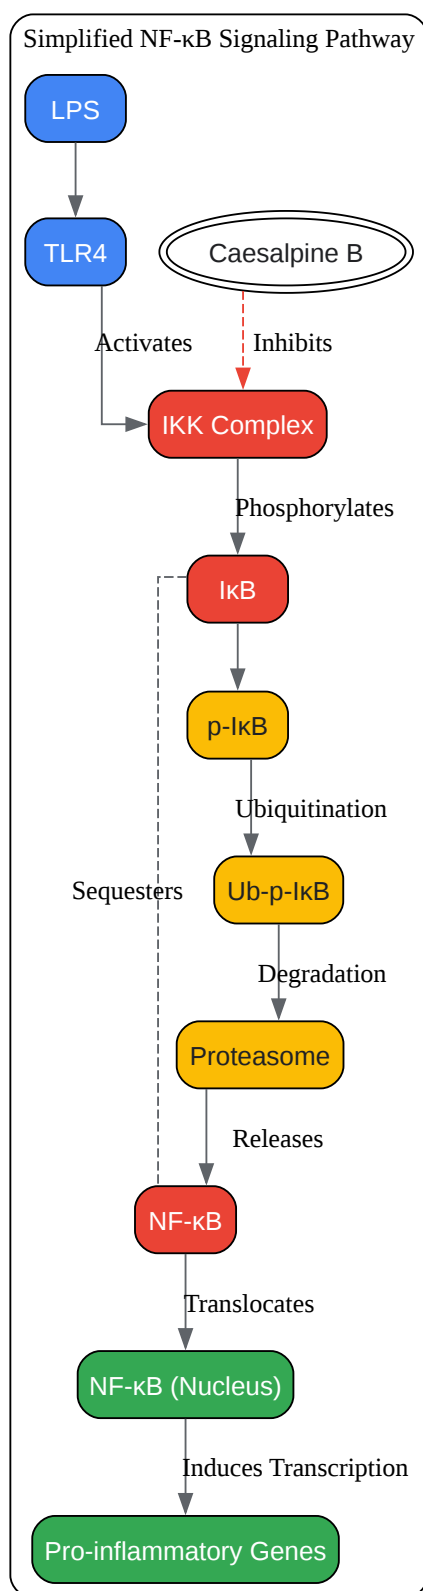 Simplified NF-κB Signaling Pathway
LPS
TLR4
Caesalpine B
Activates
Inhibits
IKK Complex
Phosphorylates
IκB
p-IκB
Ubiquitination
Sequesters
Ub-p-IκB
Degradation
Proteasome
Releases
NF-κB
Translocates
NF-κB (Nucleus)
Induces Transcription
Pro-inflammatory Genes